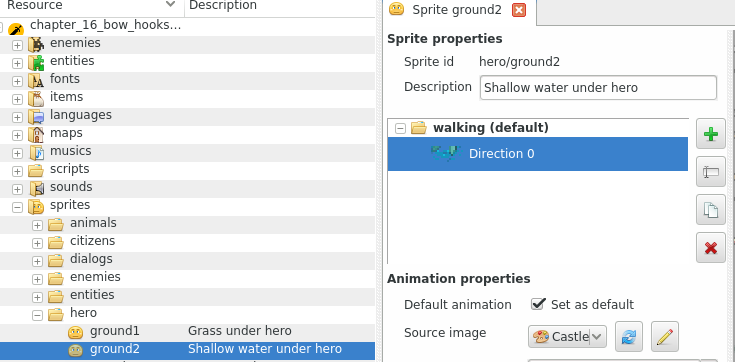 Resource Description
chapter_16_bow_hooks...
enemies
entities
fonts
items
languages
maps
musics
scripts
sounds
sprites
animals
citizens
dialogs
enemies
entities
hero
ground1 Grass under hero
ground2 Shallow water under hero
Sprite ground2
Sprite properties
Sprite id hero/ground2
Description Shallow water under hero
walking (default)
Direction 0
Animation properties
Default animation Set as default
Source image Castle